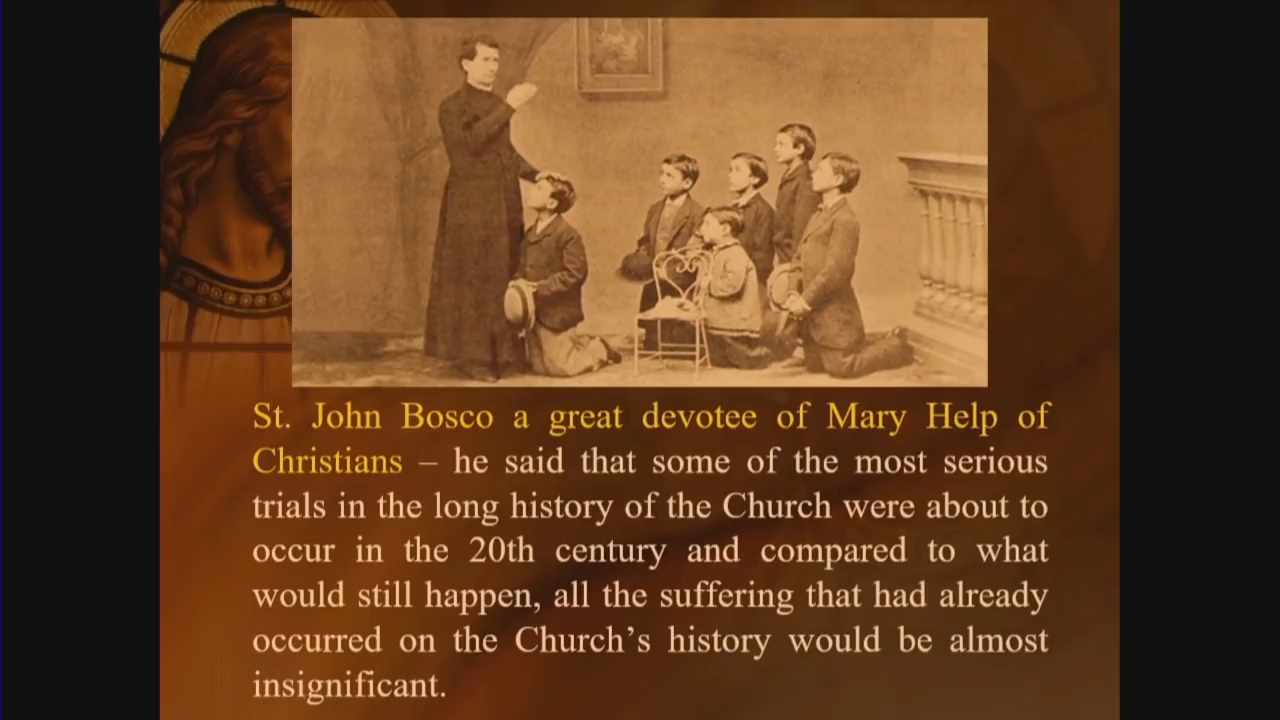 St. John Bosco a great devotee of Mary Help of
Christians – he said that some of the most serious
trials in the long history of the Church were about to
occur in the 20th century and compared to what
would still happen, all the suffering that had already
occurred on the Church’s history would be almost
insignificant.